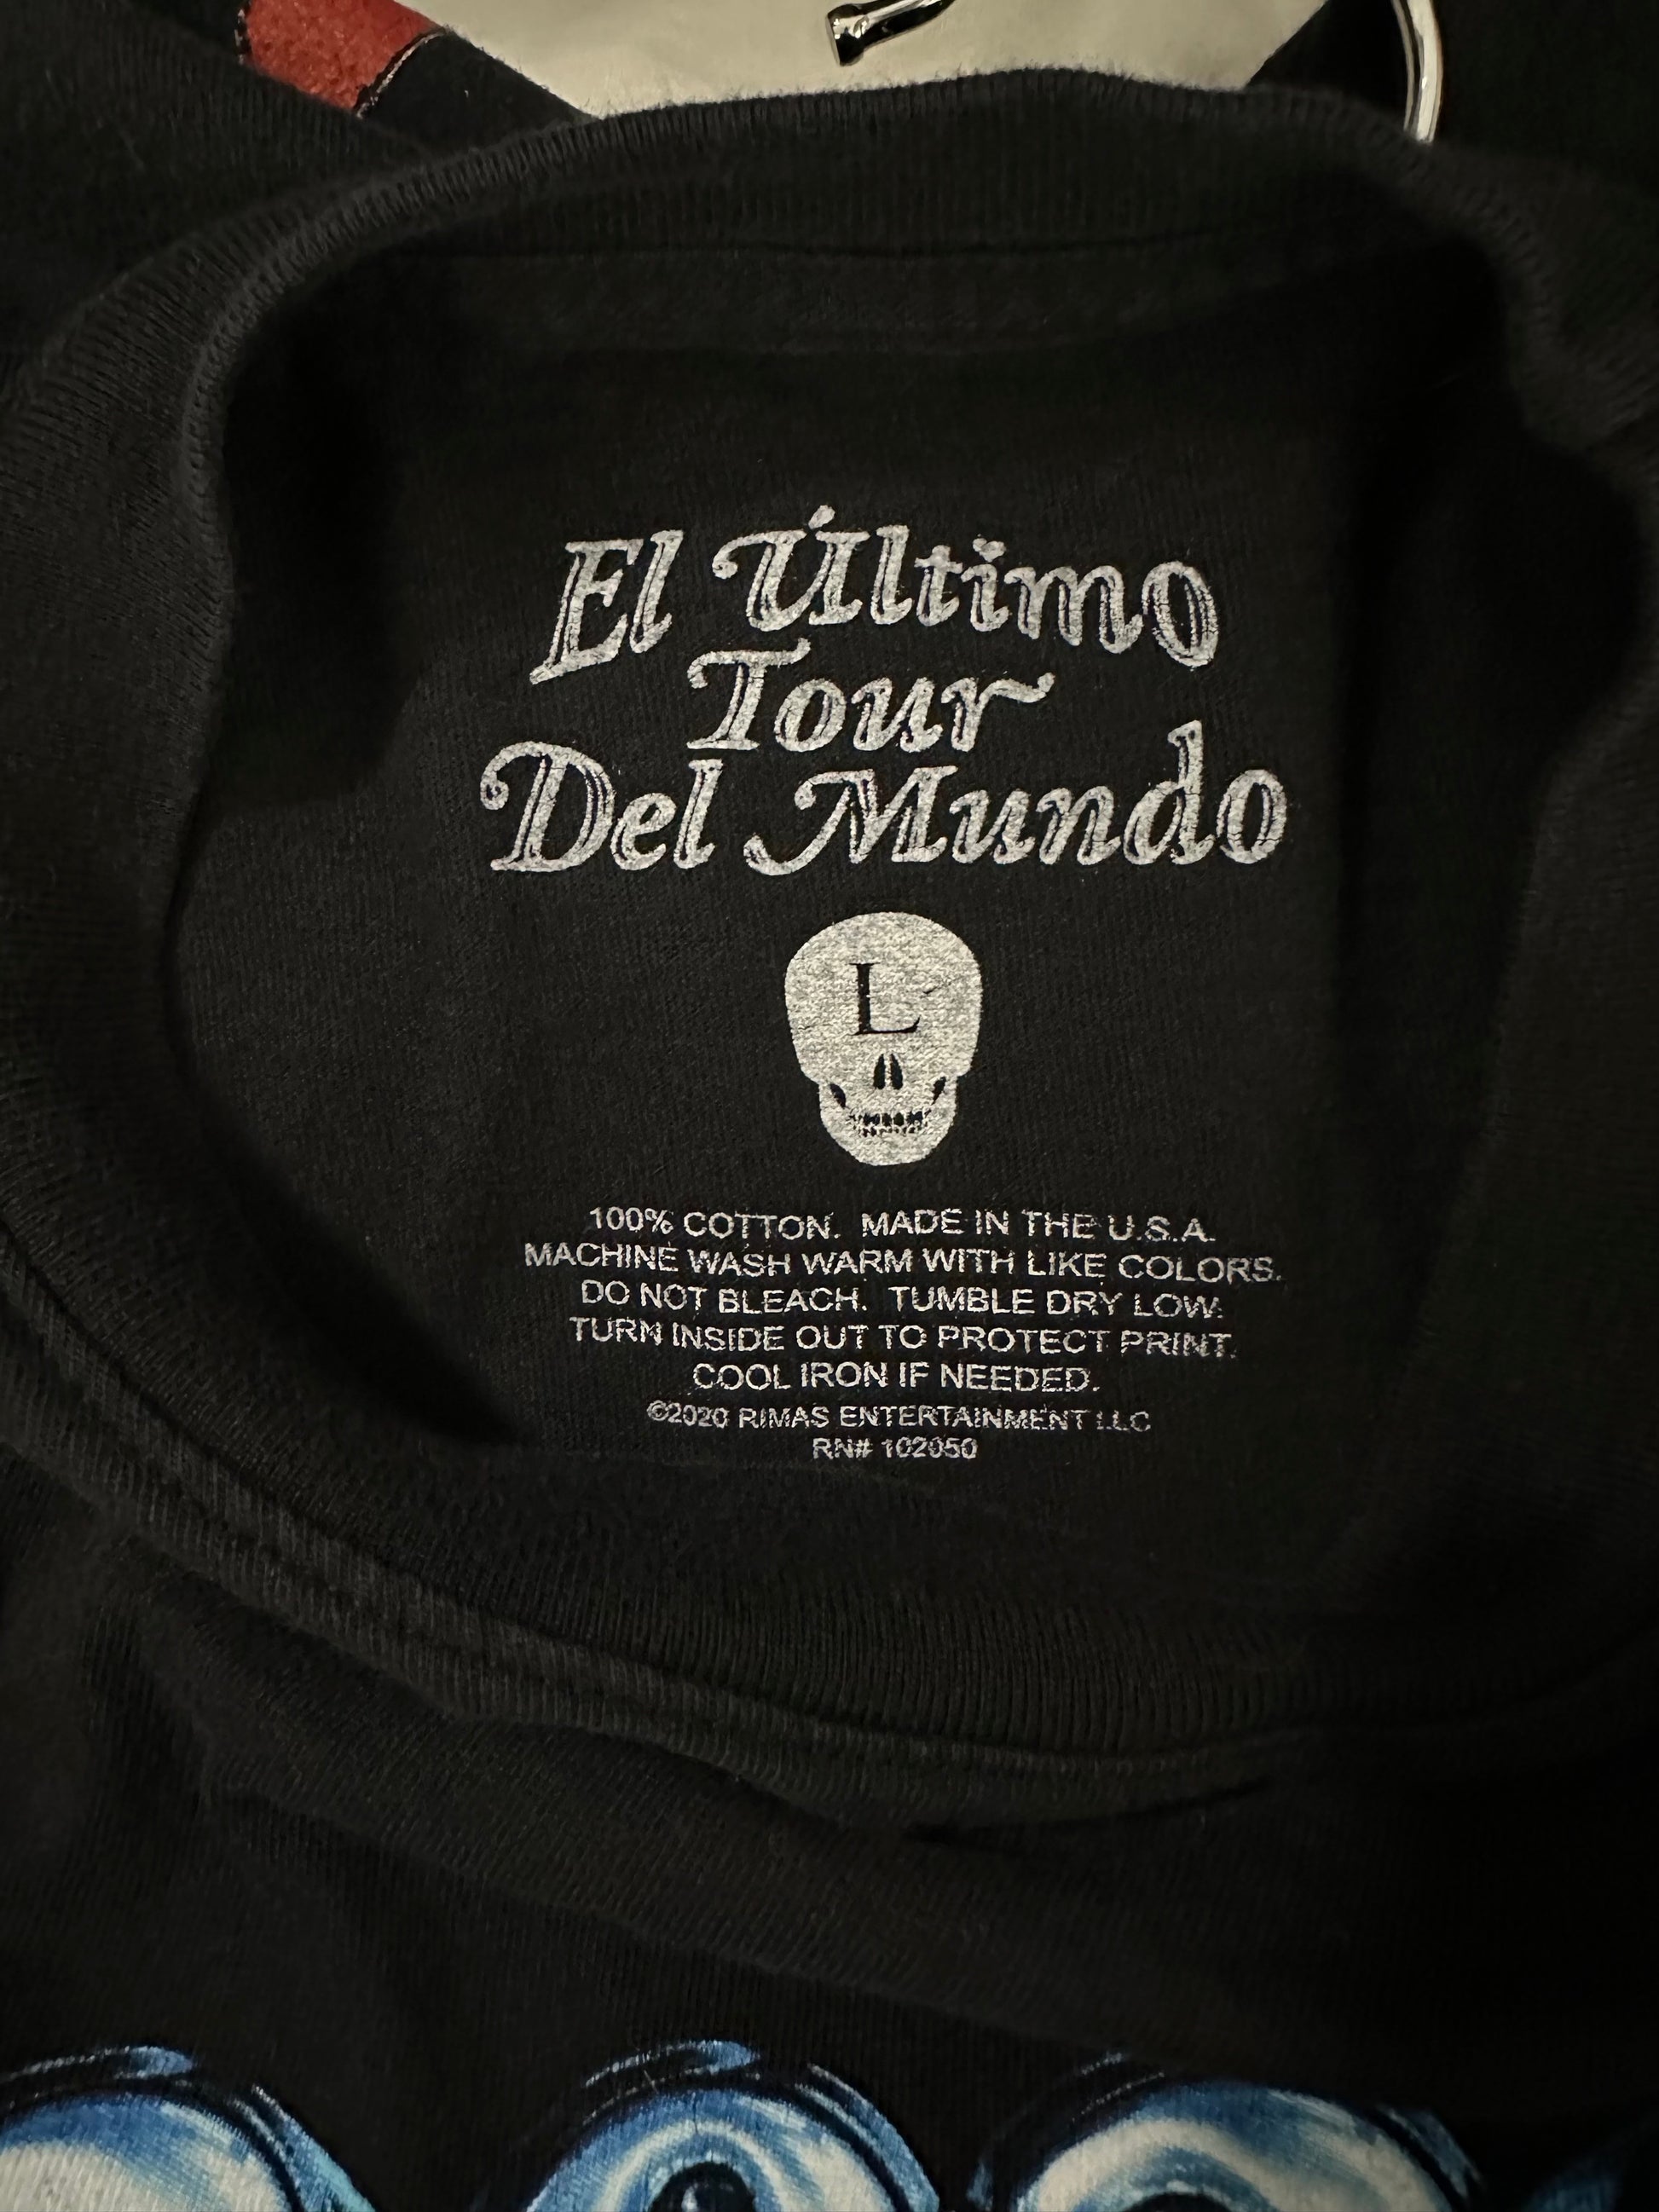 El Último
Tour
Del Mundo
L
100% COTTON. MADE IN THE U.S.A.
MACHINE WASH WARM WITH LIKE COLORS.
DO NOT BLEACH. TUMBLE DRY LOW.
TURN INSIDE OUT TO PROTECT PRINT.
COOL IRON IF NEEDED.
©2020 RIMAS ENTERTAINMENT LLC
RN# 102050